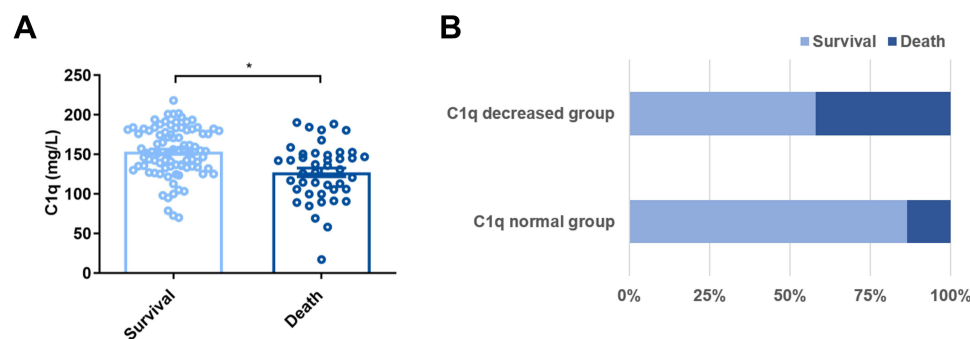 A
*
250
200
150
100
50
0
C1q (mg/L)
Survival
Death
B
Survival Death
C1q decreased group
C1q normal group
0% 25% 50% 75% 100%